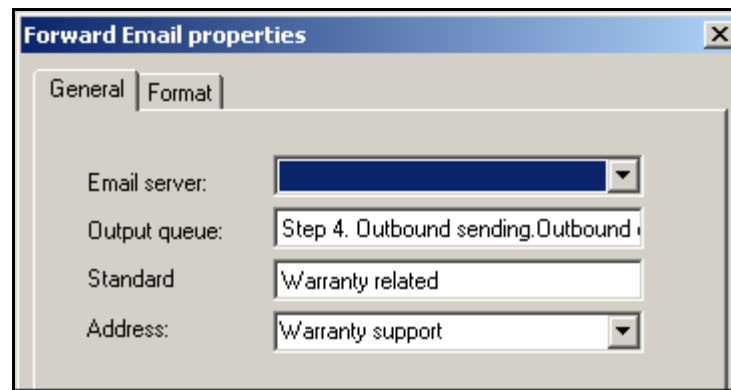 Forward Email properties
General Format
Email server:
Output queue: Step 4. Outbound sending.Outbound
Standard Warranty related
Address: Warranty support